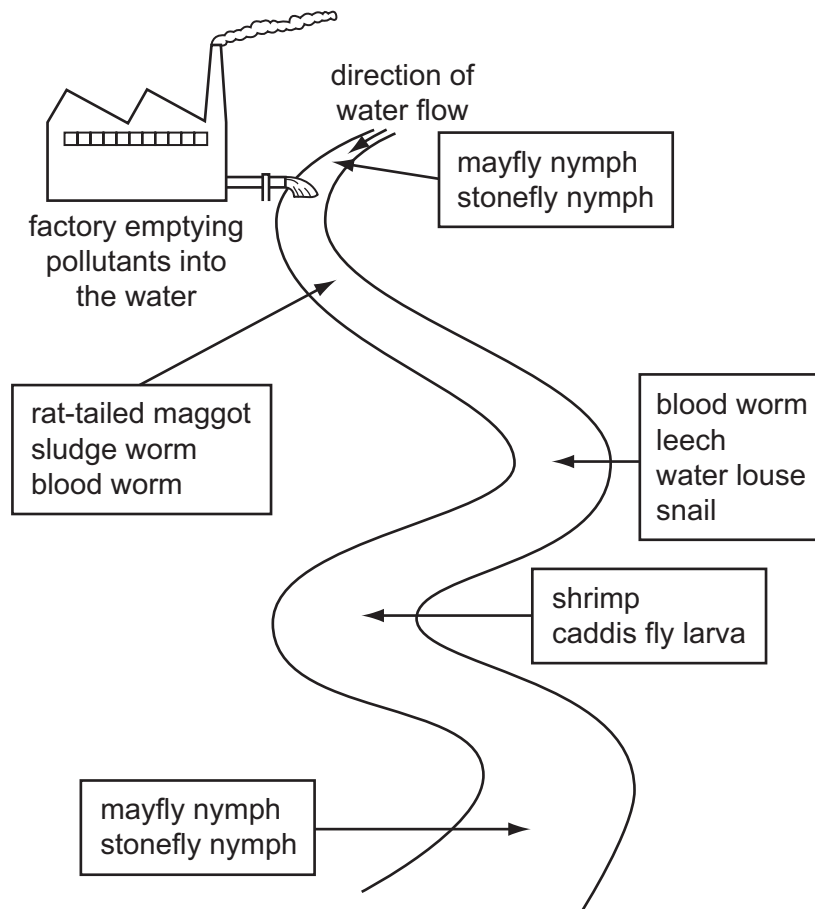 direction of
water flow
mayfly nymph
stonefly nymph
factory emptying
pollutants into
the water
rat-tailed maggot
sludge worm
blood worm
blood worm
leech
water louse
snail
shrimp
caddis fly larva
mayfly nymph
stonefly nymph